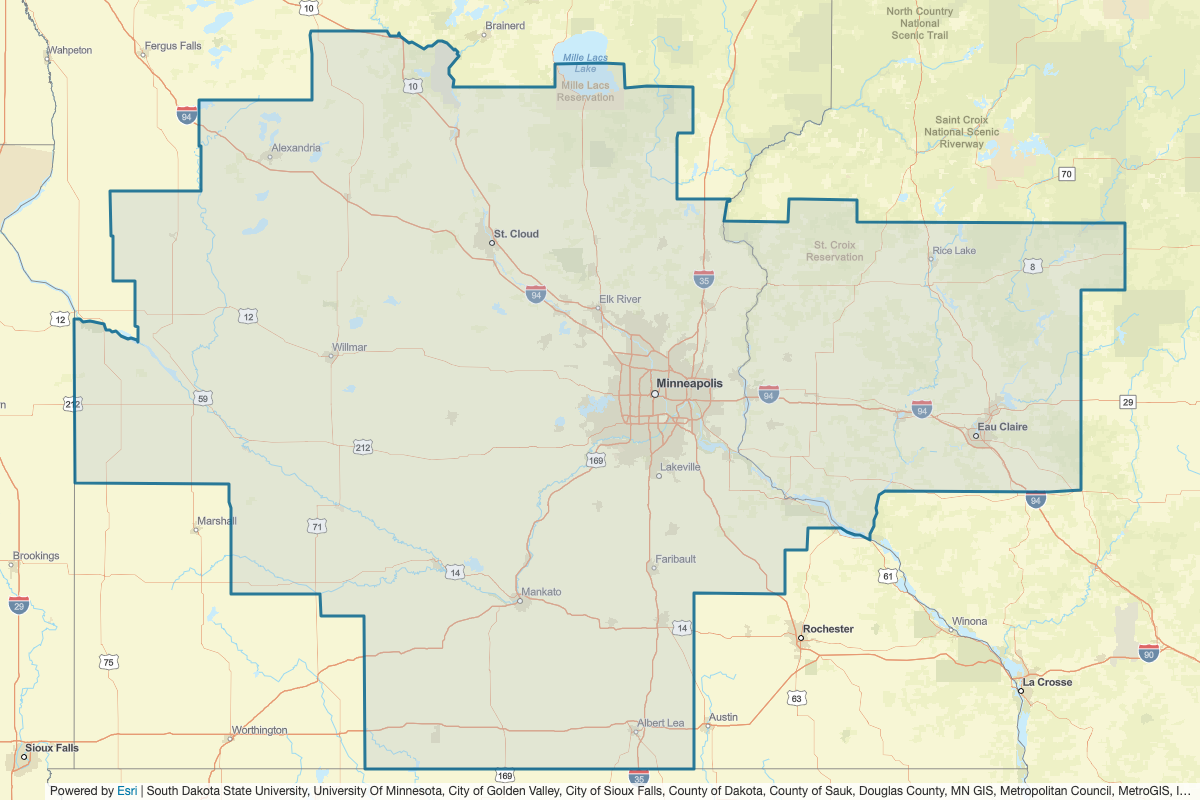 10
Brainerd
North Country
National
Scenic Trail
Wahpeton
Fergus Falls
Mille Lacs
Lake
10
Mille Lacs
Reservation
94
Saint Croix
National Scenic
Riverway
Alexandria
70
St. Cloud
St. Croix
Reservation
Rice Lake
8
35
94
Elk River
12
12
Willmar
Minneapolis
94
59
212
29
94
Eau Claire
212
169
Lakeville
94
Marshall
71
Brookings
Faribault
14
61
Mankato
29
Winona
14
Rochester
90
75
La Crosse
63
Austin
Albert Lea
Worthington
Sioux Falls
169
35
Powered by Esri | South Dakota State University, University Of Minnesota, City of Golden Valley, City of Sioux Falls, County of Dakota, County of Sauk, Douglas County, MN GIS, Metropolitan Council, MetroGIS, I...